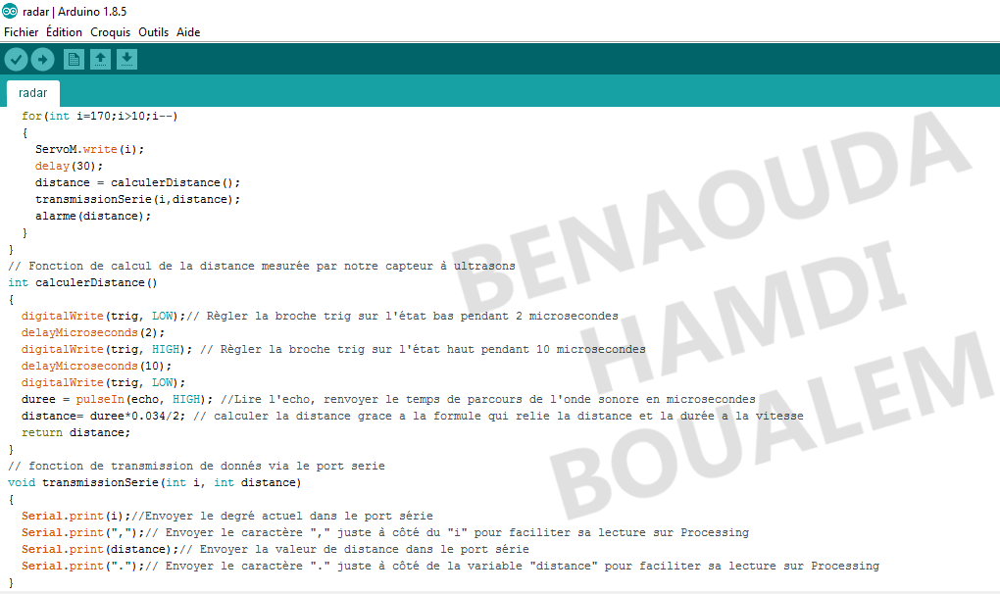 radar | Arduino 1.8.5
Fichier Édition Croquis Outils Aide
radar
for(int i=170;i>10;i--)
{
ServoM.write(i);
delay(30);
distance = calculerDistance();
transmissionSerie(i,distance);
alarme(distance);
}
}
// Fonction de calcul de la distance mesurée par notre capteur à ultrasons
int calculerDistance()
{
digitalWrite(trig, LOW);// Règler la broche trig sur l'état bas pendant 2 microsecondes
delayMicroseconds(2);
digitalWrite(trig, HIGH); // Règler la broche trig sur l'état haut pendant 10 microsecondes
delayMicroseconds(10);
digitalWrite(trig, LOW);
duree = pulseIn(echo, HIGH); //Lire l'echo, renvoyer le temps de parcours de l'onde sonore en microsecondes
distance= duree*0.034/2; // calculer la distance grace a la formule qui relie la distance et la durée a la vitesse
return distance;
}
// fonction de transmission de donnés via le port serie
void transmissionSerie(int i, int distance)
{
Serial.print(i);//Envoyer le degré actuel dans le port série
Serial.print(",");// Envoyer le caractère "," juste à côté du "i" pour faciliter sa lecture sur Processing
Serial.print(distance);// Envoyer la valeur de distance dans le port série
Serial.print(".");// Envoyer le caractère "." juste à côté de la variable "distance" pour faciliter sa lecture sur Processing
}
BENAOUDA
HAMDI
BOUALEM